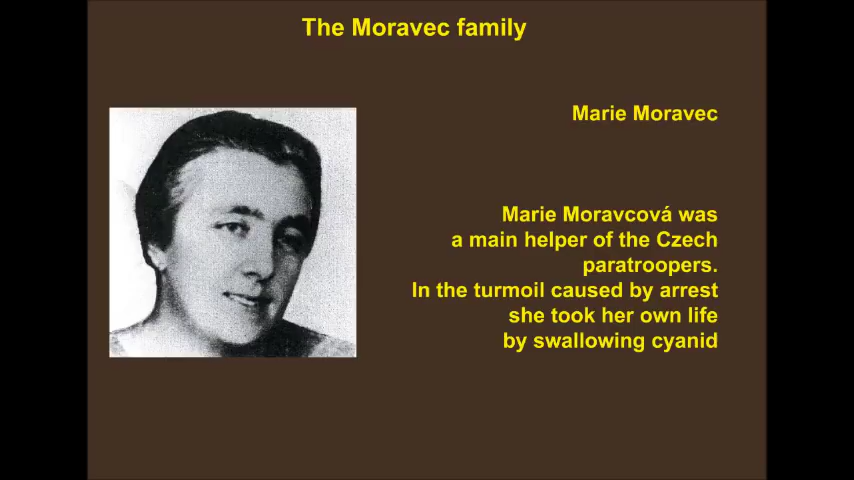 The Moravec family
Marie Moravec
Marie Moravcová was
a main helper of the Czech
paratroopers.
In the turmoil caused by arrest
she took her own life
by swallowing cyanid